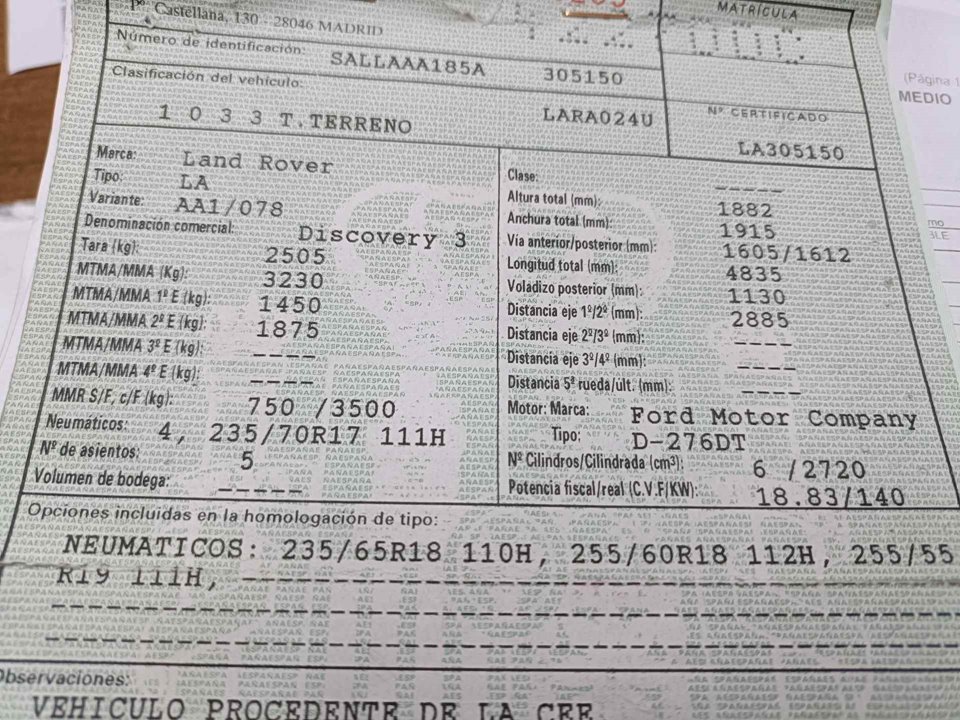 Pº Castellana, 130 - 28046 MADRID
MATRÍCULA
Número de identificación: SALLAAA185A 305150
Clasificación del vehículo:
1 0 3 3 T.TERRENO LARA024U
Nº CERTIFICADO
LA305150
Marca: Land Rover
Tipo: LA
Variante: AA1/078
Denominación comercial: Discovery 3
Tara (kg): 2505
MTMA/MMA (Kg): 3230
MTMA/MMA 1º E (kg): 1450
MTMA/MMA 2º E (kg): 1875
MTMA/MMA 3º E (kg): ----
MTMA/MMA 4º E (kg): ----
MMR S/F, c/F (kg): 750 /3500
Neumáticos: 4, 235/70R17 111H
Nº de asientos: 5
Volumen de bodega: -----
Clase: -----
Altura total (mm): 1882
Anchura total (mm): 1915
Vía anterior/posterior (mm): 1605/1612
Longitud total (mm): 4835
Voladizo posterior (mm): 1130
Distancia eje 1º/2º (mm): 2885
Distancia eje 2º/3º (mm): ----
Distancia eje 3º/4º (mm): ----
Distancia 5ª rueda/últ. (mm): ----
Motor: Marca: Ford Motor Company
Tipo: D-276DT
Nº Cilindros/Cilindrada (cm³): 6 /2720
Potencia fiscal/real (C.V.F/KW): 18.83/140
Opciones incluidas en la homologación de tipo:
NEUMATICOS: 235/65R18 110H, 255/60R18 112H, 255/55
R19 111H,
Observaciones:
VEHICULO PROCEDENTE DE LA CEE
(Página 1
MEDIO